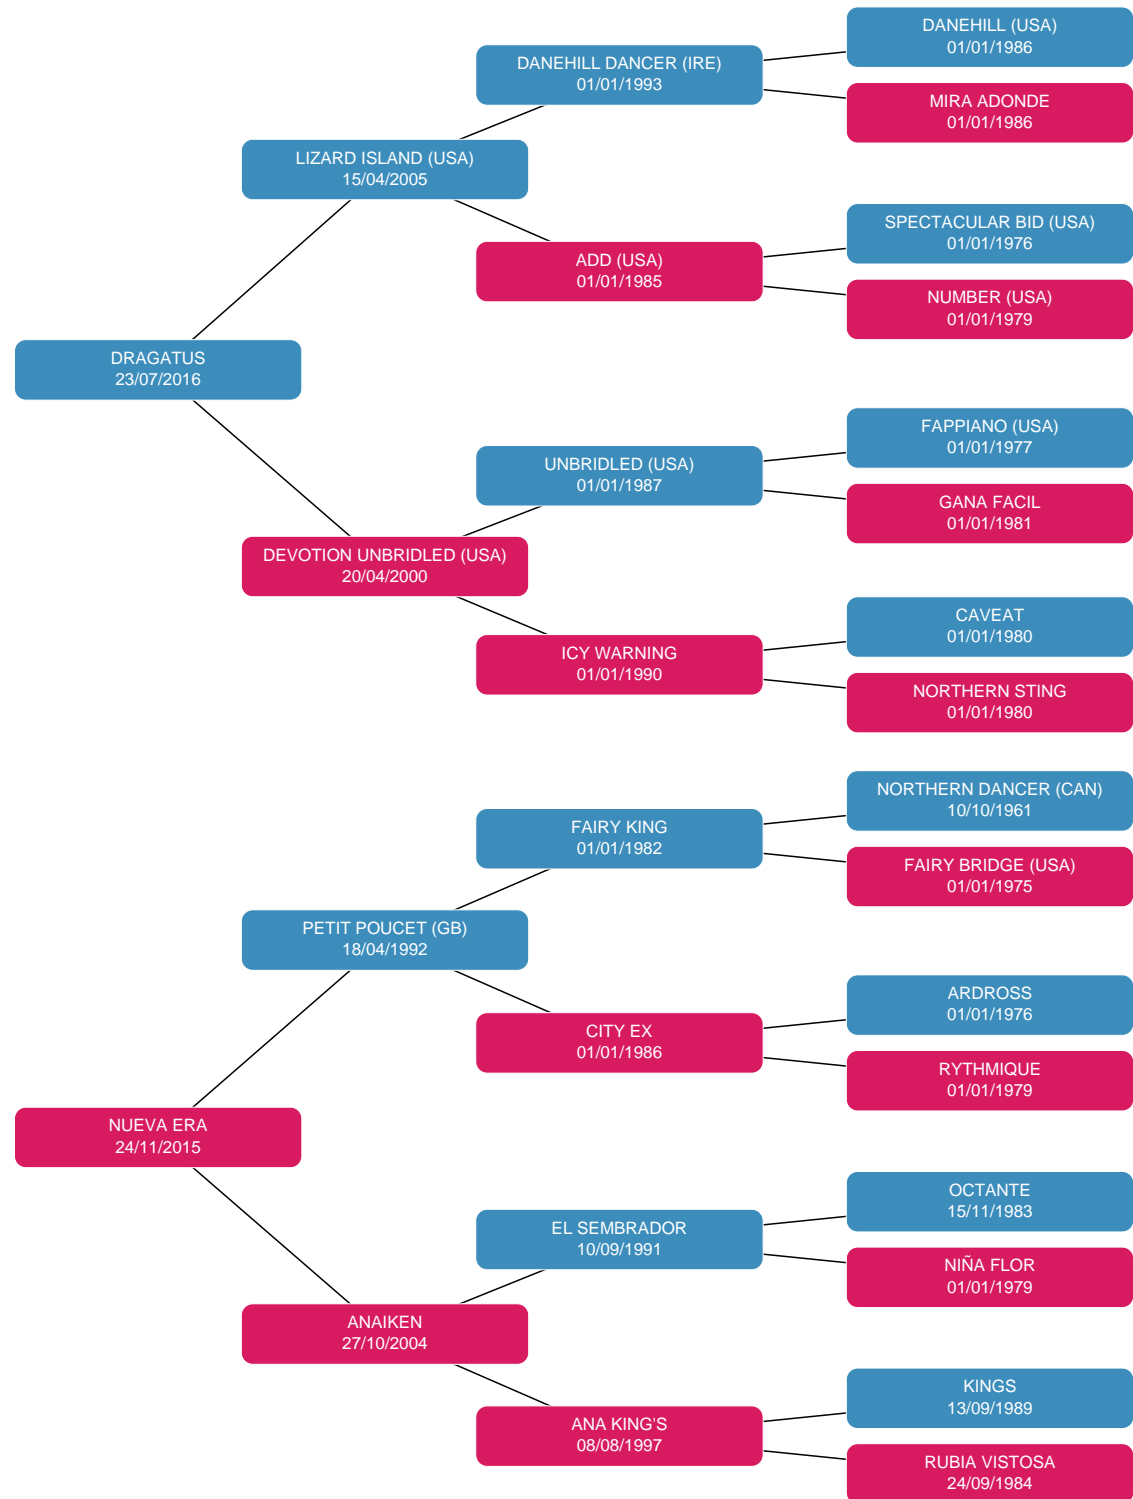 DANEHILL (USA)
01/01/1986
DANEHILL DANCER (IRE)
01/01/1993
MIRA ADONDE
01/01/1986
LIZARD ISLAND (USA)
15/04/2005
SPECTACULAR BID (USA)
01/01/1976
ADD (USA)
01/01/1985
NUMBER (USA)
01/01/1979
DRAGATUS
23/07/2016
FAPPIANO (USA)
01/01/1977
UNBRIDLED (USA)
01/01/1987
GANA FACIL
01/01/1981
DEVOTION UNBRIDLED (USA)
20/04/2000
CAVEAT
01/01/1980
ICY WARNING
01/01/1990
NORTHERN STING
01/01/1980
NORTHERN DANCER (CAN)
10/10/1961
FAIRY KING
01/01/1982
FAIRY BRIDGE (USA)
01/01/1975
PETIT POUCET (GB)
18/04/1992
ARDROSS
01/01/1976
CITY EX
01/01/1986
RYTHMIQUE
01/01/1979
NUEVA ERA
24/11/2015
OCTANTE
15/11/1983
EL SEMBRADOR
10/09/1991
NIÑA FLOR
01/01/1979
ANAIKEN
27/10/2004
KINGS
13/09/1989
ANA KING'S
08/08/1997
RUBIA VISTOSA
24/09/1984